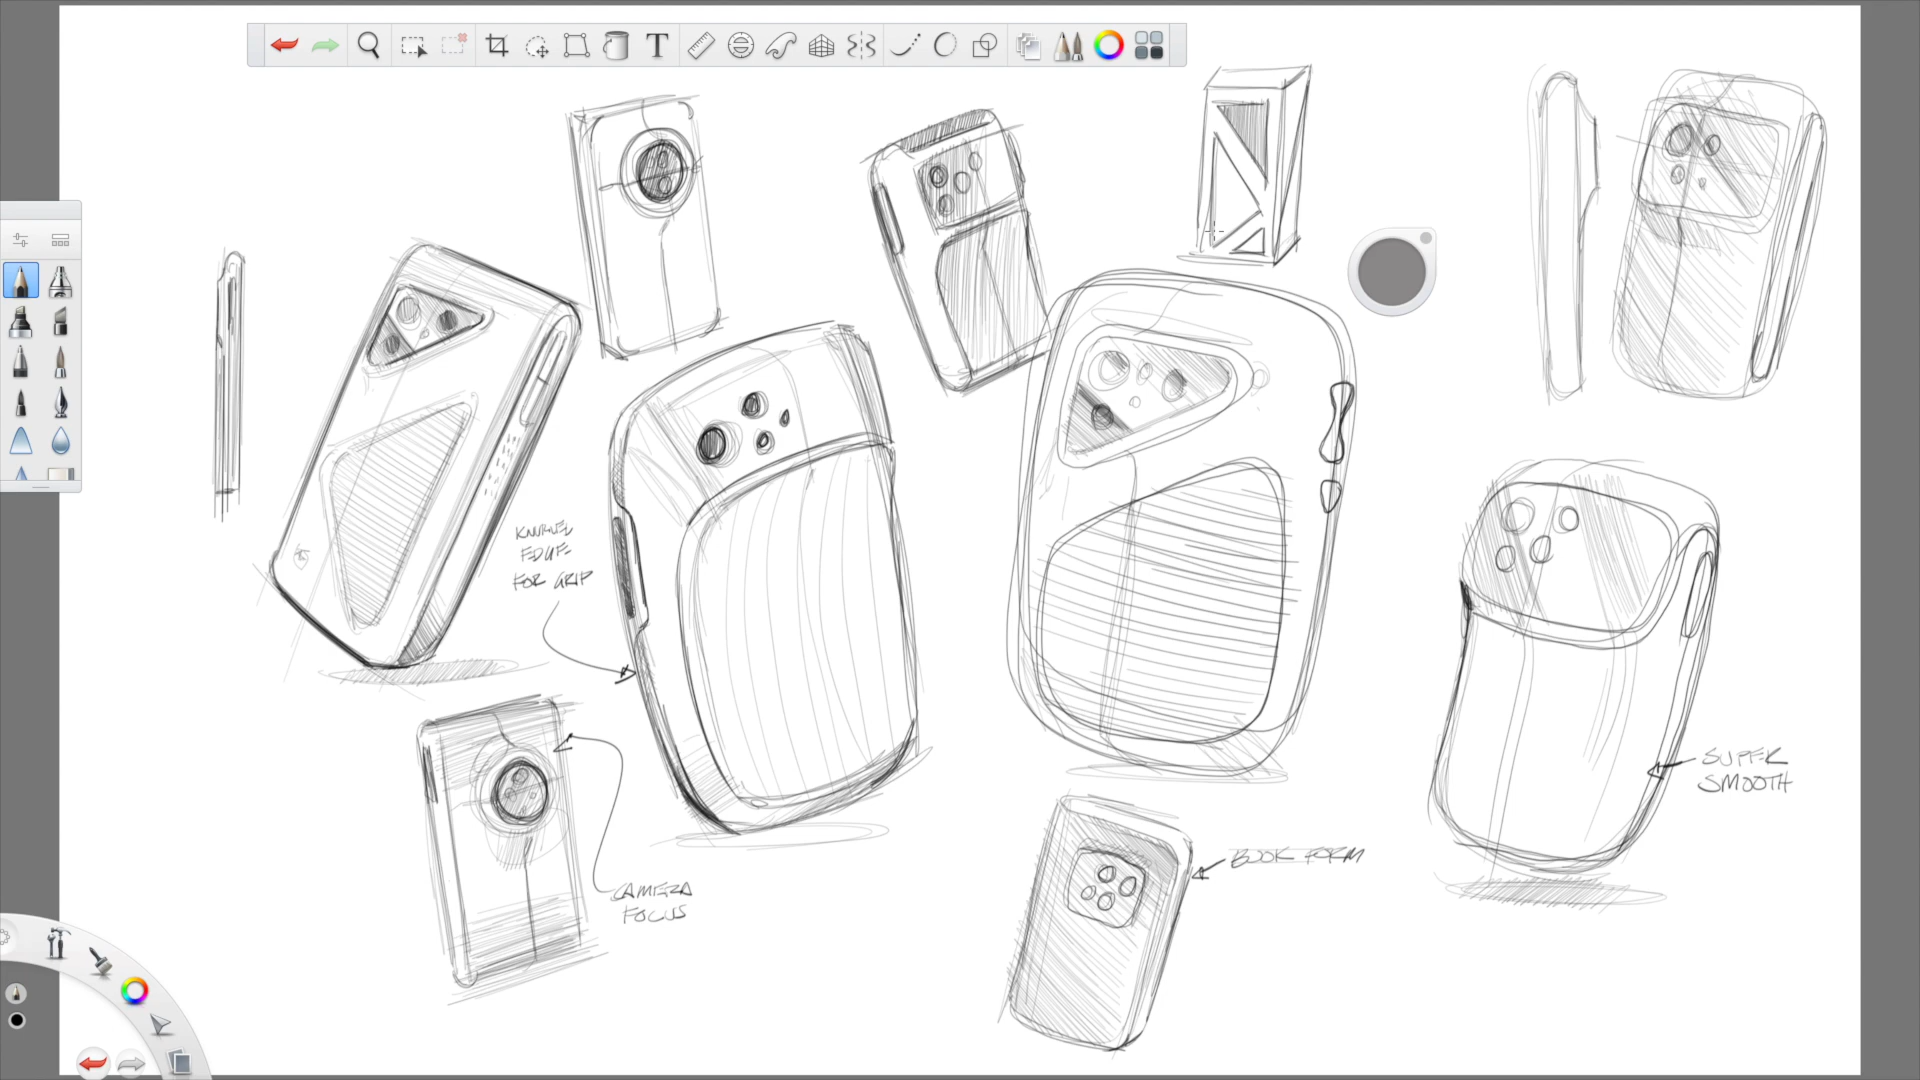 KNURLED
EDGE
FOR GRIP
CAMERA
FOCUS
BOOK FORM
SUPER
SMOOTH
T